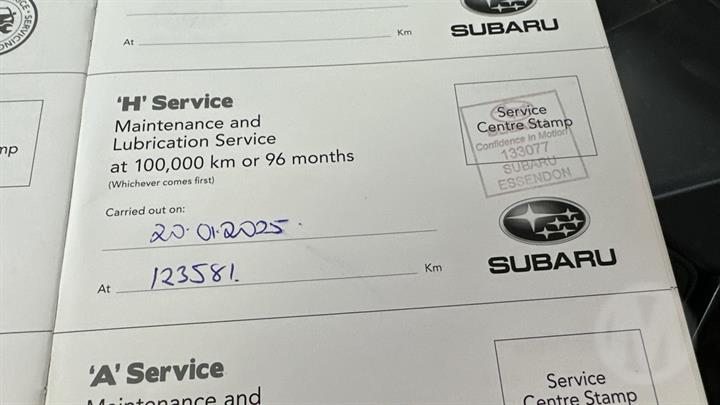 SERVICING
At
Km
SUBARU
'H' Service
Maintenance and
Lubrication Service
at 100,000 km or 96 months
(Whichever comes first)
Service
Centre Stamp
Confidence in Motion
133077
SUBARU
ESSENDON
Carried out on:
20.01.2025.
At 123581. Km
SUBARU
mp
'A' Service
Maintenance and
Service
Centre Stamp